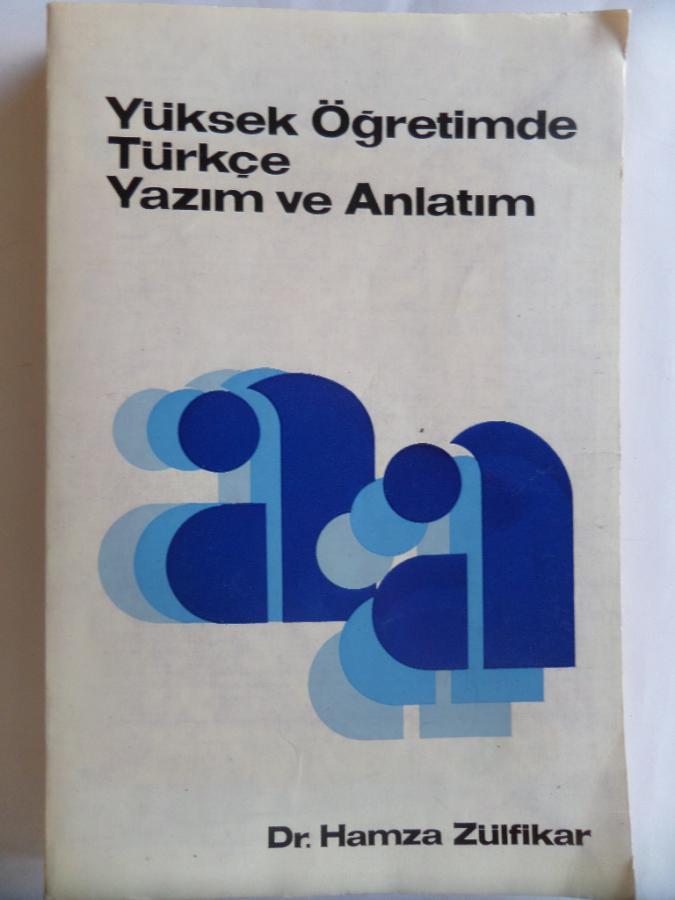 Yüksek Öğretimde
Türkçe
Yazım ve Anlatım
Dr. Hamza Zülfikar